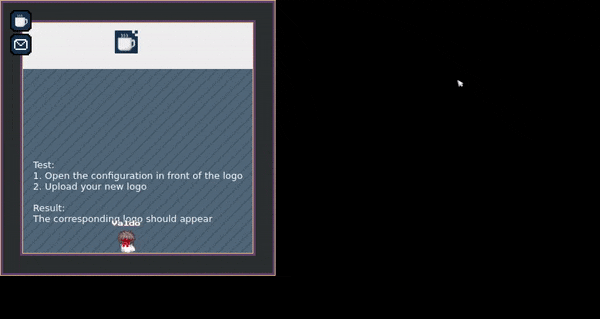 Test:
1. Open the configuration in front of the logo
2. Upload your new logo
Result:
The corresponding logo should appear
Valdo